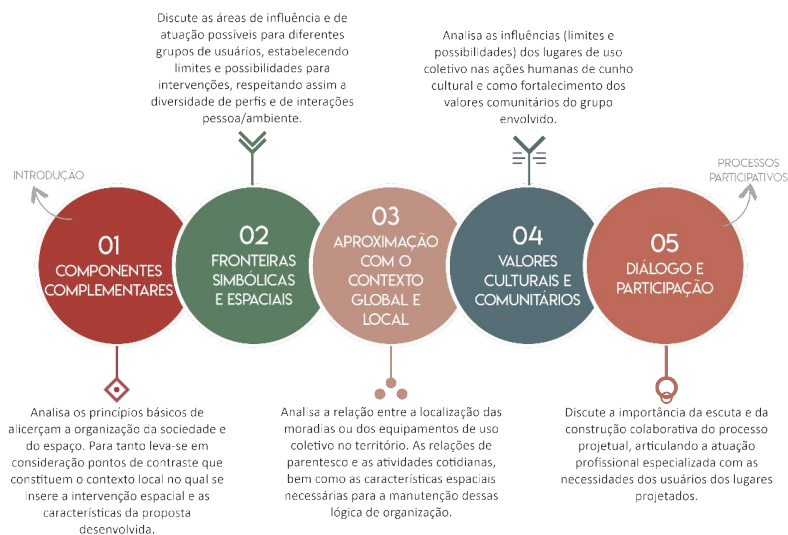 Discute as áreas de influência e de
atuação possíveis para diferentes
grupos de usuários, estabelecendo
limites e possibilidades para
intervenções, respeitando assim a
diversidade de perfis e de interações
pessoa/ambiente.
Analisa as influências (limites e
possibilidades) dos lugares de uso
coletivo nas ações humanas de cunho
cultural e como fortalecimento dos
valores comunitários do grupo
envolvido.
INTRODUÇÃO
PROCESSOS
PARTICIPATIVOS
01
COMPONENTES
COMPLEMENTARES
02
FRONTEIRAS
SIMBÓLICAS
E ESPACIAIS
03
APROXIMAÇÃO
COM O
CONTEXTO
GLOBAL E
LOCAL
04
VALORES
CULTURAIS E
COMUNITÁRIOS
05
DIÁLOGO E
PARTICIPAÇÃO
Analisa os princípios básicos de
alicerçam a organização da sociedade e
do espaço. Para tanto leva-se em
consideração pontos de contraste que
constituem o contexto local no qual se
insere a intervenção espacial e as
características da proposta
desenvolvida.
Analisa a relação entre a localização das
moradias ou dos equipamentos de uso
coletivo no território. As relações de
parentesco e as atividades cotidianas,
bem como as características espaciais
necessárias para a manutenção dessas
lógica de organização.
Discute a importância da escuta e da
construção colaborativa do processo
projetual, articulando a atuação
profissional especializada com as
necessidades dos usuários dos lugares
projetados.